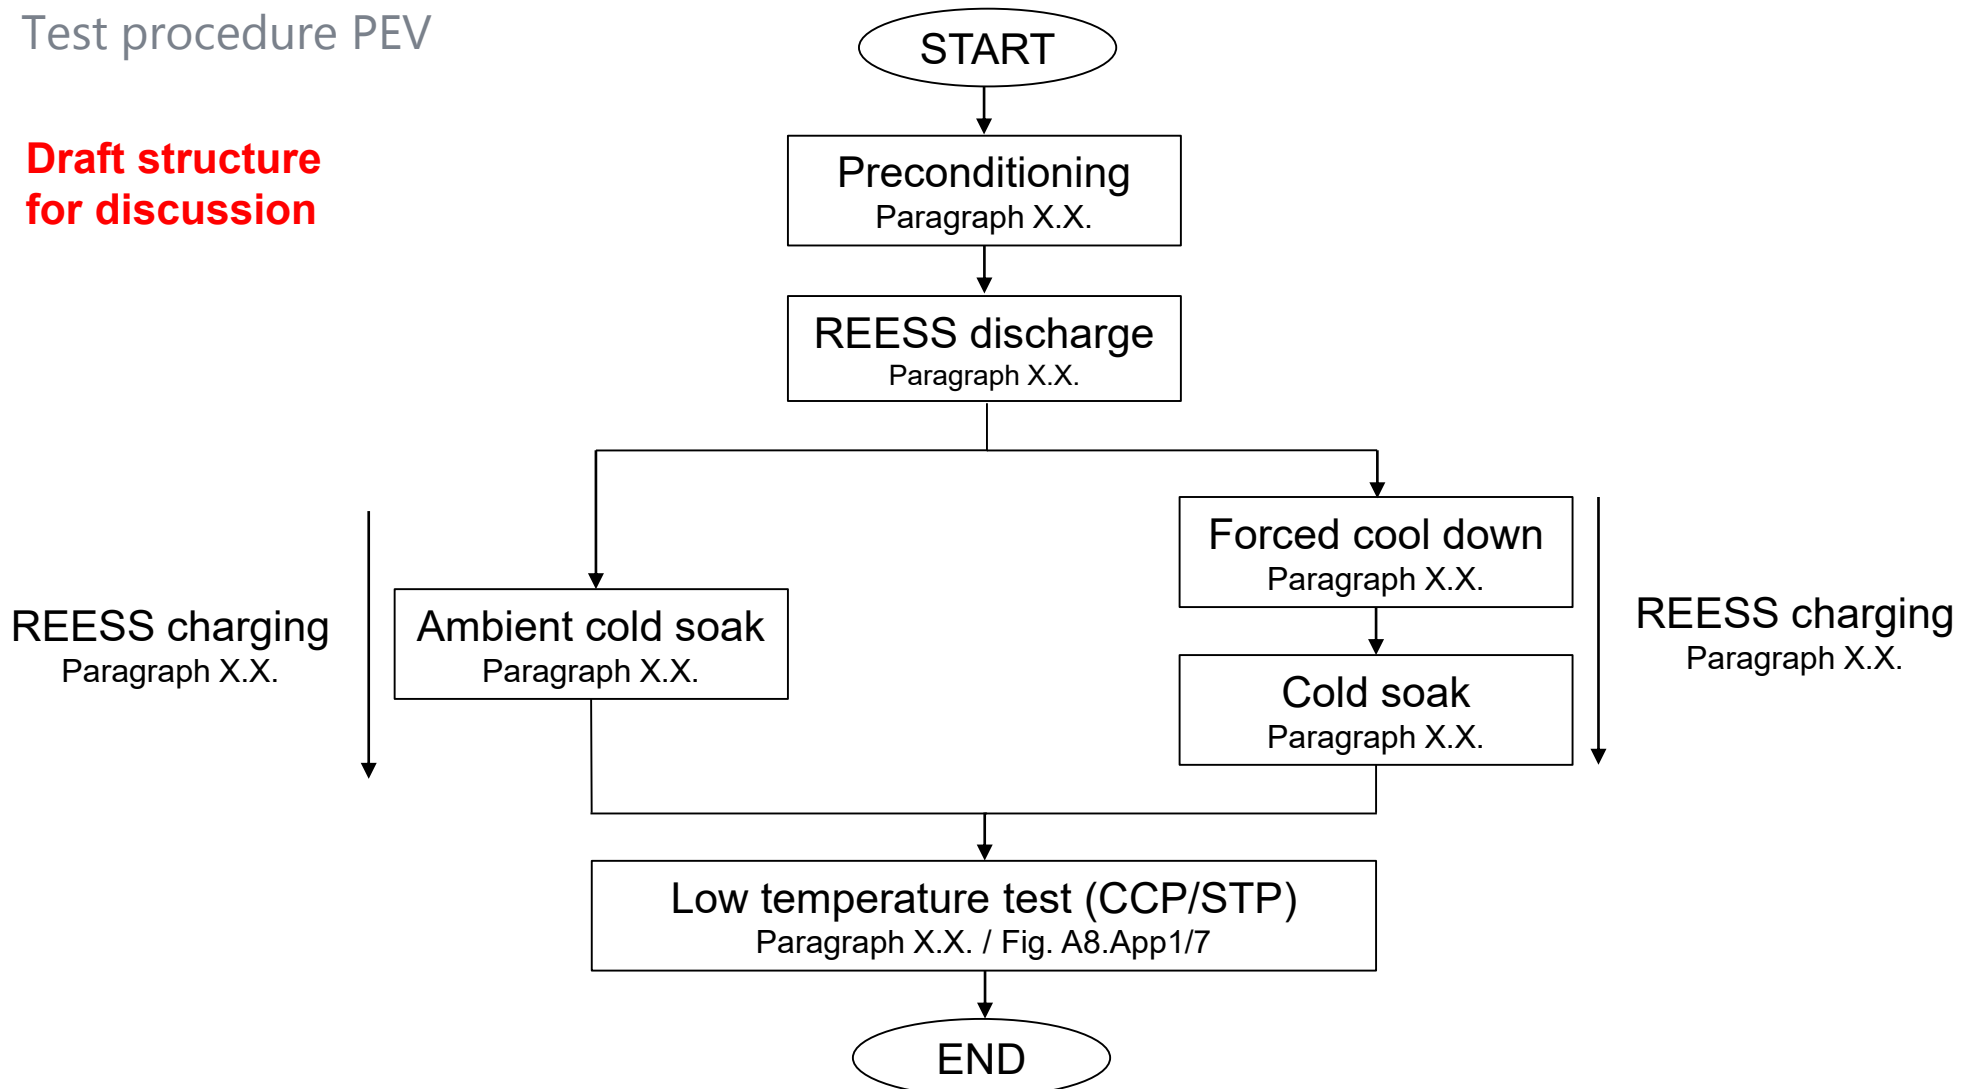 Test procedure PEV
START
Draft structure
for discussion
Preconditioning
Paragraph X.X.
REESS discharge
Paragraph X.X.
Forced cool down
Paragraph X.X.
REESS charging
Paragraph X.X.
Ambient cold soak
Paragraph X.X.
REESS charging
Paragraph X.X.
Cold soak
Paragraph X.X.
Low temperature test (CCP/STP)
Paragraph X.X. / Fig. A8.App1/7
END